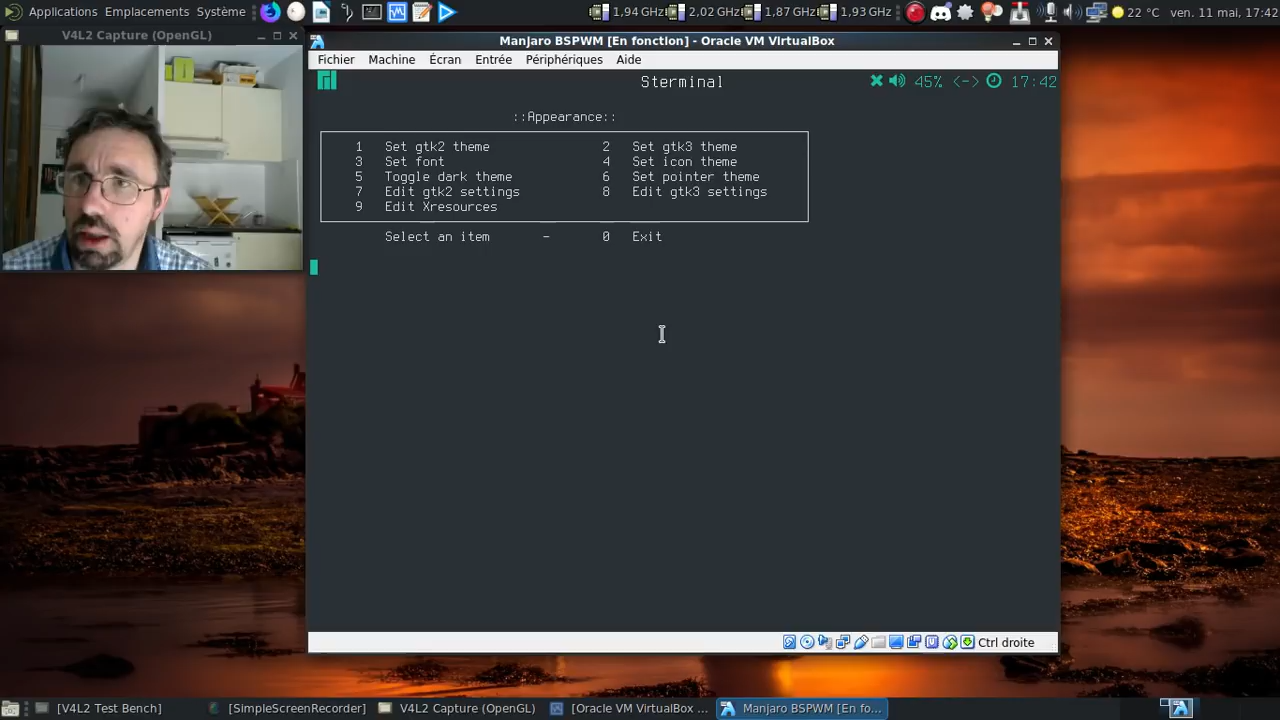 Applications Emplacements Système
1,94 GHz 2,02 GHz 1,87 GHz 1,93 GHz
22 °C ven. 11 mai, 17:42
V4L2 Capture (OpenGL)
Manjaro BSPWM [En fonction] - Oracle VM VirtualBox
Fichier Machine Écran Entrée Périphériques Aide
Sterminal
45% <-> 17:42
::Appearance::
1 Set gtk2 theme 2 Set gtk3 theme
3 Set font 4 Set icon theme
5 Toggle dark theme 6 Set pointer theme
7 Edit gtk2 settings 8 Edit gtk3 settings
9 Edit Xresources
Select an item - 0 Exit
Ctrl droite
[V4L2 Test Bench] [SimpleScreenRecorder] V4L2 Capture (OpenGL) [Oracle VM VirtualBox ... Manjaro BSPWM [En fo...